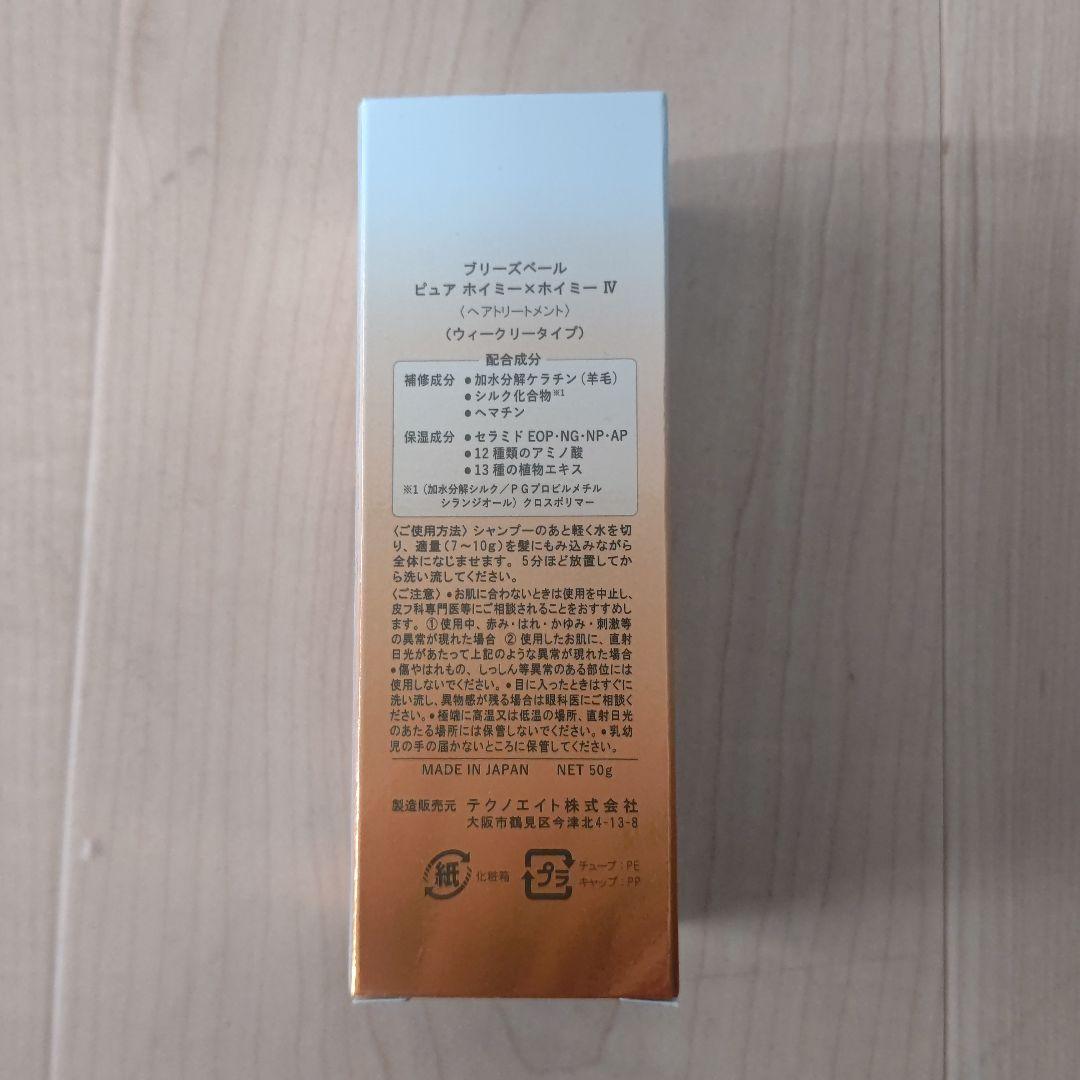 ブリーズベール
ピュア ホイミー×ホイミー Ⅳ
〈ヘアトリートメント〉
(ウィークリータイプ)
配合成分
補修成分 ●加水分解ケラチン(羊毛)
●シルク化合物※1
●ヘマチン
保湿成分 ●セラミド EOP・NG・NP・AP
●12種類のアミノ酸
●13種の植物エキス
※1(加水分解シルク/PGプロピルメチル
シランジオール)クロスポリマー
〈ご使用方法〉シャンプーのあと軽く水を切
り、適量(7〜10g)を髪にもみ込みながら
全体になじませます。5分ほど放置してか
ら洗い流してください。
〈ご注意〉●お肌に合わないときは使用を中止し、
皮フ科専門医等にご相談されることをおすすめし
ます。①使用中、赤み・はれ・かゆみ・刺激等
の異常が現れた場合 ②使用したお肌に、直射
日光があたって上記のような異常が現れた場合
●傷やはれもの、しっしん等異常のある部位には
使用しないでください。●目に入ったときはすぐに
洗い流し、異物感が残る場合は眼科医にご相談く
ださい。●極端に高温又は低温の場所、直射日光
のあたる場所には保管しないでください。●乳幼
児の手の届かないところに保管してください。
MADE IN JAPAN NET 50g
製造販売元 テクノエイト株式会社
大阪市鶴見区今津北4-13-8
紙 化粧箱 プラ チューブ:PE
キャップ:PP